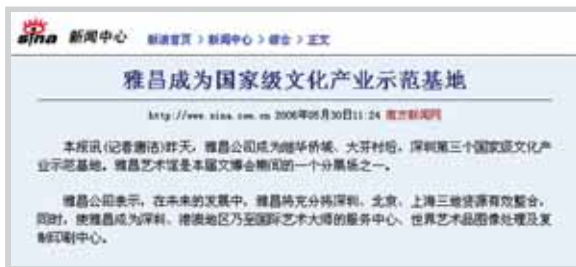 sina 新闻中心 新浪首页 > 新闻中心 > 综合 > 正文
雅昌成为国家级文化产业示范基地
http://www.sina.com.cn 2006年05月30日11:24 南方新闻网
本报讯(记者唐洁)昨天，雅昌公司成为继华侨城、大芬村后，深圳第三个国家级文化产
业示范基地。雅昌艺术馆是本届文博会期间的一个分展场之一。
雅昌公司表示，在未来的发展中，雅昌将充分将深圳、北京、上海三地资源有效整合，
同时，使雅昌成为深圳、港澳地区乃至国际艺术大师的服务中心、世界艺术品图像处理及复
制印刷中心。